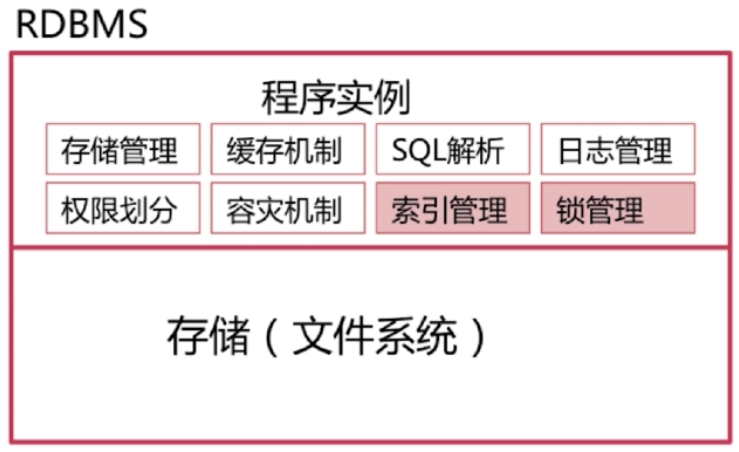 RDBMS
程序实例
存储管理 缓存机制 SQL解析 日志管理
权限划分 容灾机制 索引管理 锁管理
存储（文件系统）